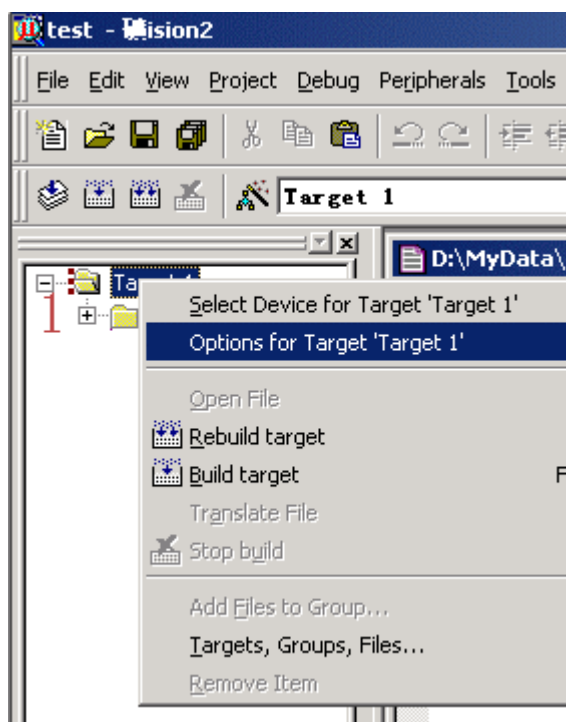 test - µVision2
File Edit View Project Debug Peripherals Tools
Target 1
D:\MyData\
1
Select Device for Target 'Target 1'
Options for Target 'Target 1'
Open File
Rebuild target
Build target F
Translate File
Stop build
Add Files to Group...
Targets, Groups, Files...
Remove Item